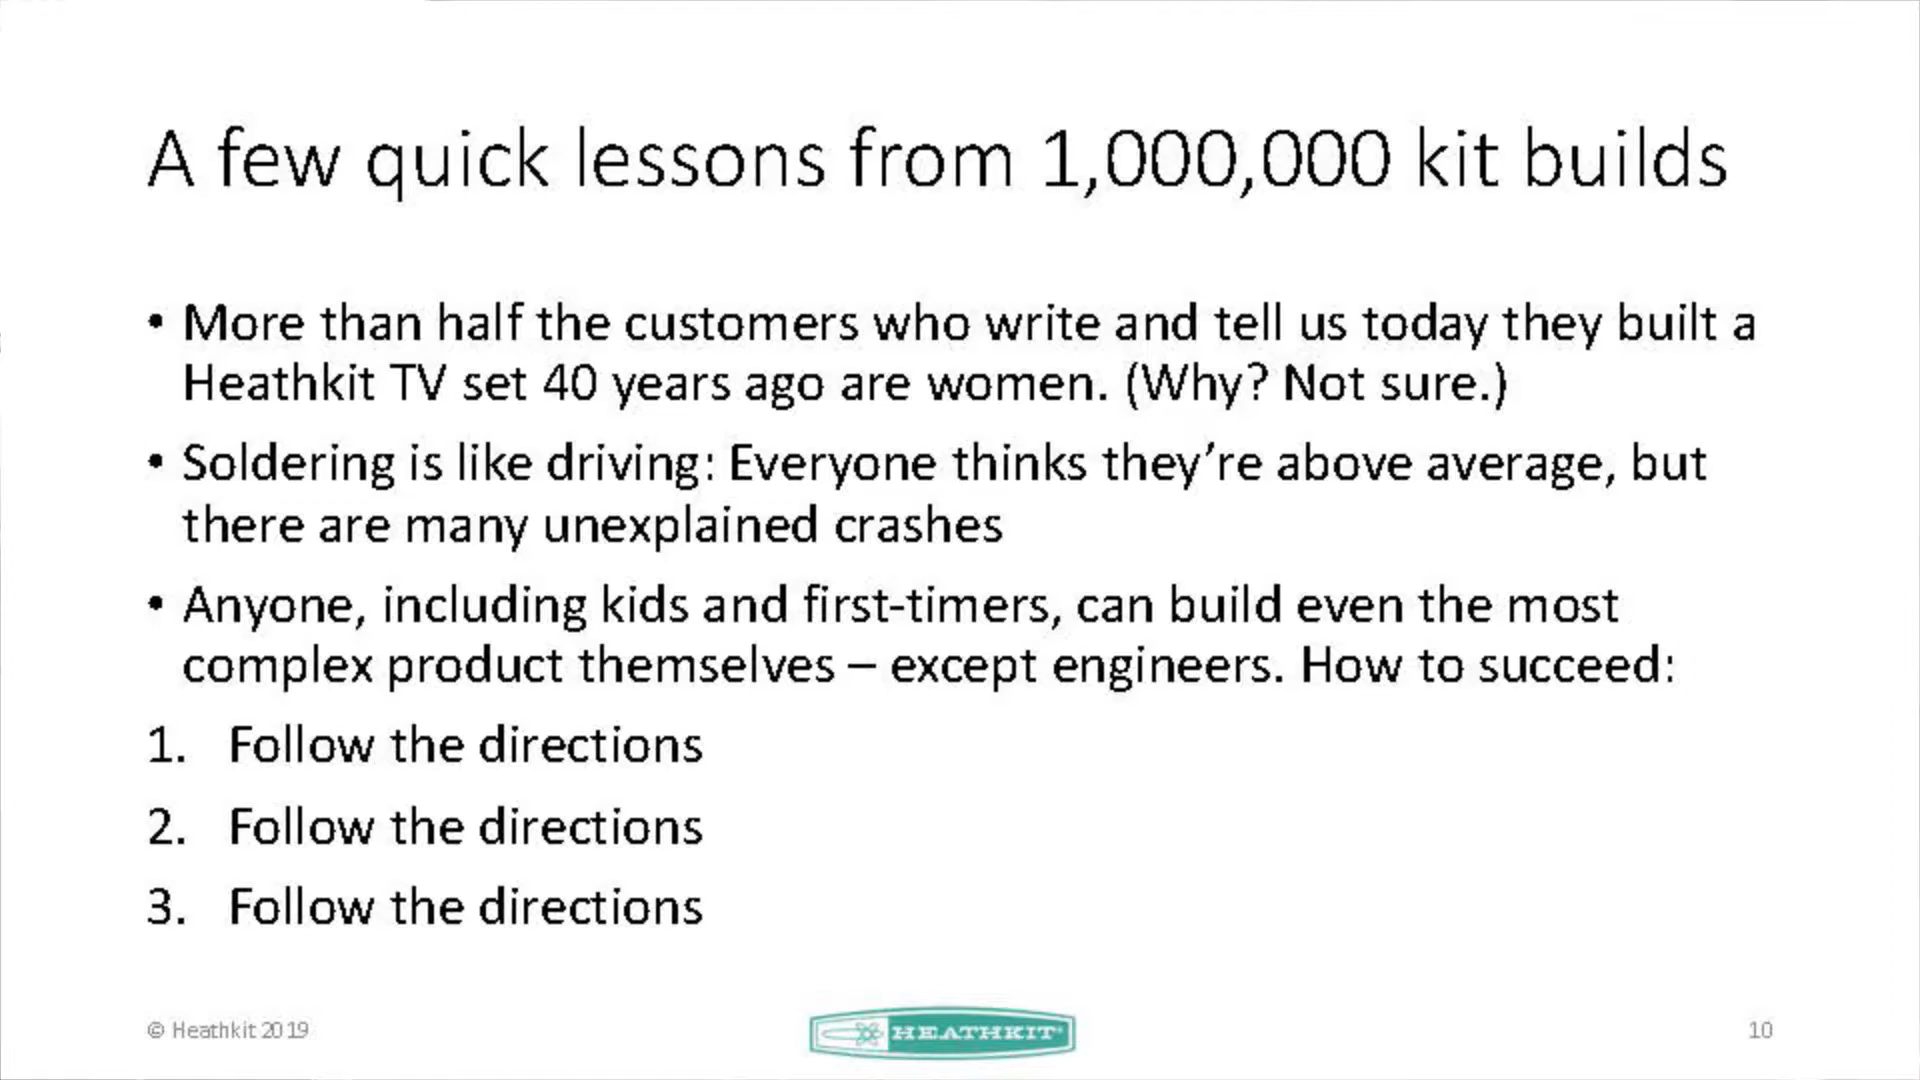 A few quick lessons from 1,000,000 kit builds
• More than half the customers who write and tell us today they built a
Heathkit TV set 40 years ago are women. (Why? Not sure.)
• Soldering is like driving: Everyone thinks they’re above average, but
there are many unexplained crashes
• Anyone, including kids and first-timers, can build even the most
complex product themselves – except engineers. How to succeed:
1. Follow the directions
2. Follow the directions
3. Follow the directions
© Heathkit 2019
HEATHKIT®
10